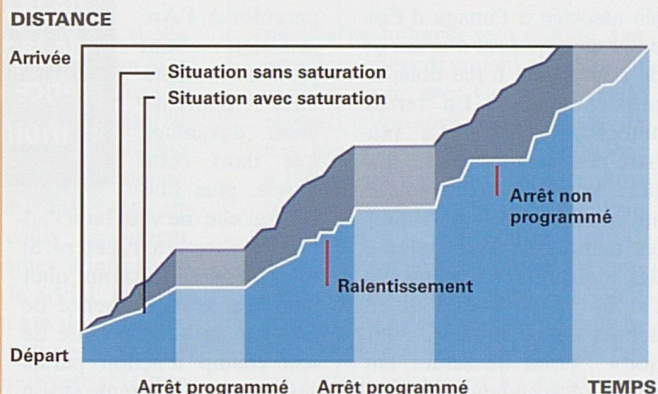 DISTANCE
Arrivée
Situation sans saturation
Situation avec saturation
Arrêt non
programmé
Ralentissement
Départ
Arrêt programmé
Arrêt programmé
TEMPS